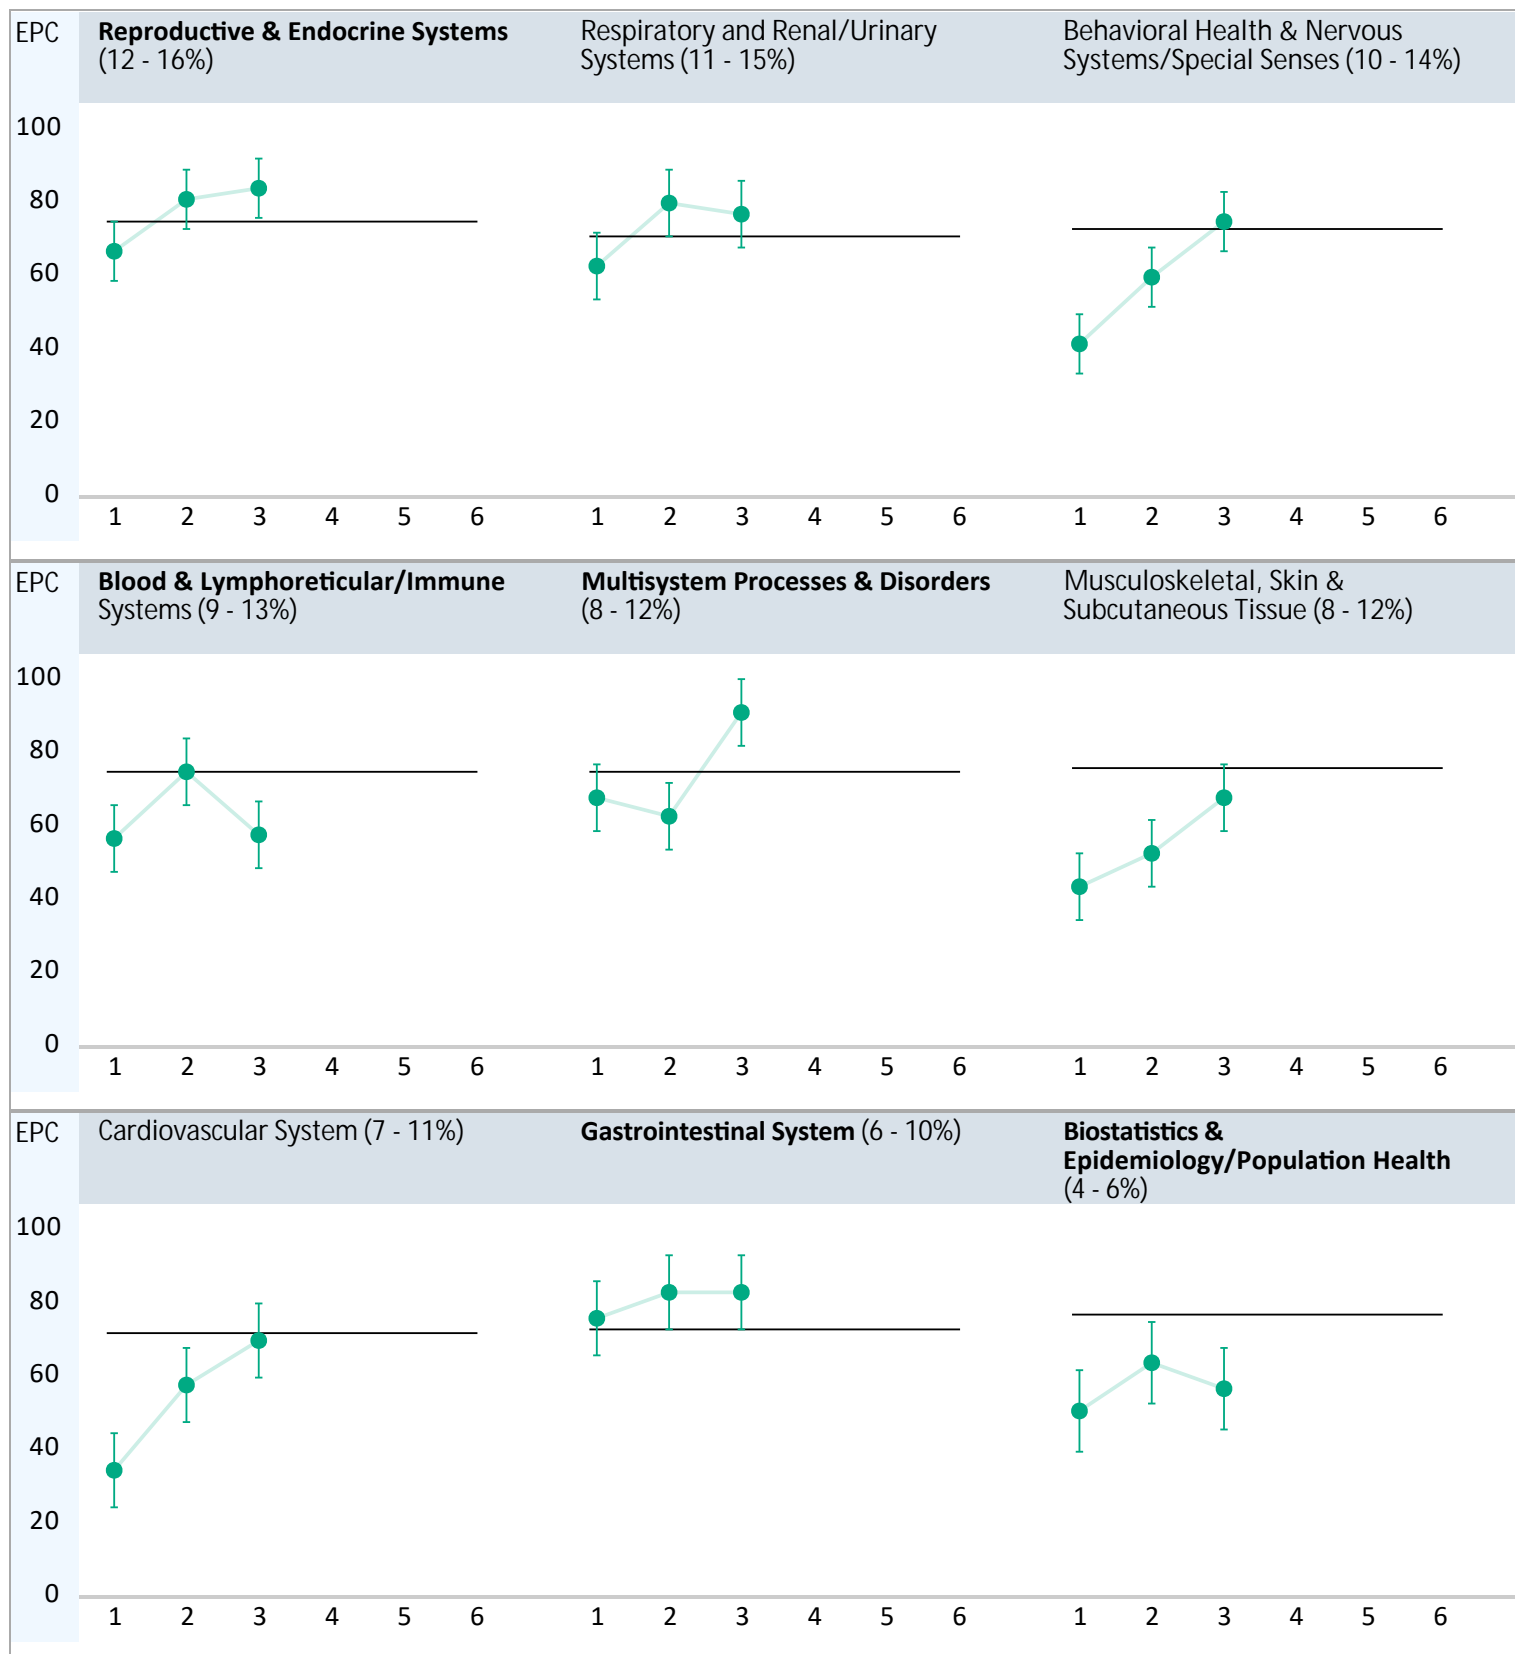 EPC
Reproductive & Endocrine Systems
(12 - 16%)
Respiratory and Renal/Urinary
Systems (11 - 15%)
Behavioral Health & Nervous
Systems/Special Senses (10 - 14%)
100
80
60
40
20
0
1 2 3 4 5 6
1 2 3 4 5 6
1 2 3 4 5 6
EPC
Blood & Lymphoreticular/Immune
Systems (9 - 13%)
Multisystem Processes & Disorders
(8 - 12%)
Musculoskeletal, Skin &
Subcutaneous Tissue (8 - 12%)
100
80
60
40
20
0
1 2 3 4 5 6
1 2 3 4 5 6
1 2 3 4 5 6
EPC
Cardiovascular System (7 - 11%)
Gastrointestinal System (6 - 10%)
Biostatistics &
Epidemiology/Population Health
(4 - 6%)
100
80
60
40
20
0
1 2 3 4 5 6
1 2 3 4 5 6
1 2 3 4 5 6